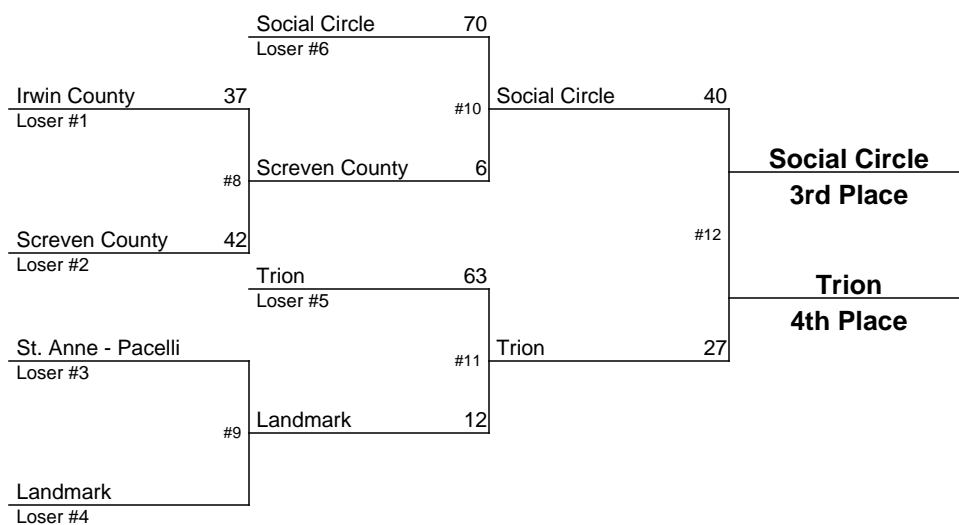 Social Circle 70
Loser #6
Irwin County 37
Loser #1
#10
Social Circle 40
Social Circle
3rd Place
#8
Screven County 6
Screven County 42
Loser #2
#12
Trion 63
Loser #5
Trion
4th Place
St. Anne - Pacelli
Loser #3
#11
Trion 27
#9
Landmark 12
Landmark
Loser #4